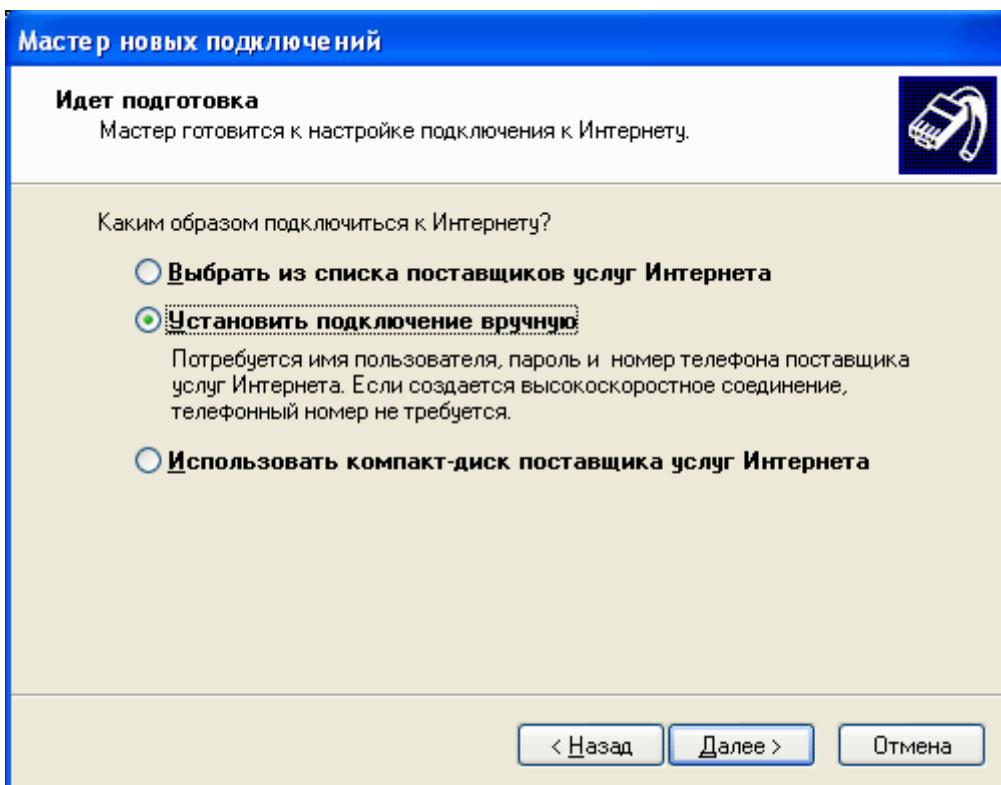 Мастер новых подключений
Идет подготовка
Мастер готовится к настройке подключения к Интернету.
Каким образом подключиться к Интернету?
Выбрать из списка поставщиков услуг Интернета
Установить подключение вручную
Потребуется имя пользователя, пароль и номер телефона поставщика
услуг Интернета. Если создается высокоскоростное соединение,
телефонный номер не требуется.
Использовать компакт-диск поставщика услуг Интернета
< Назад
Далее >
Отмена